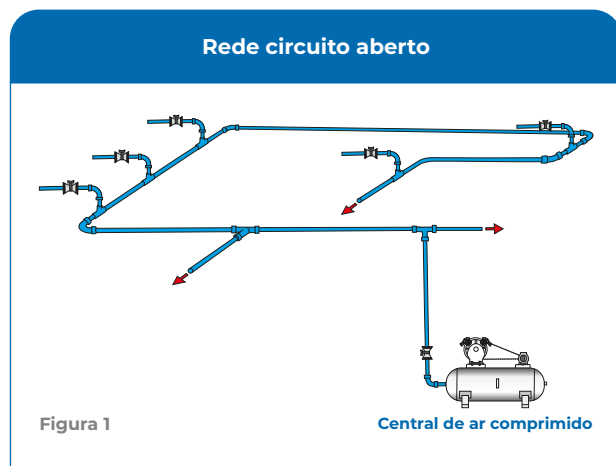 Rede circuito aberto
Figura 1
Central de ar comprimido